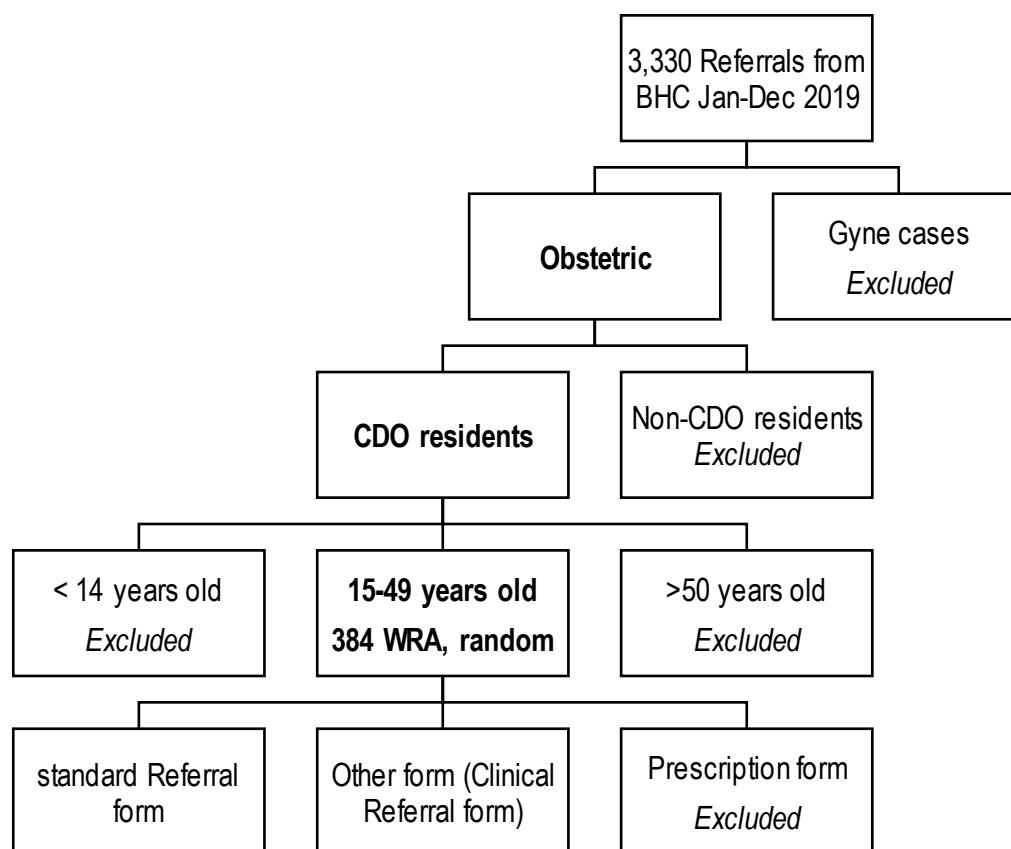 3,330 Referrals from
BHC Jan-Dec 2019
Obstetric
Gyne cases
Excluded
CDO residents
Non-CDO residents
Excluded
< 14 years old
Excluded
15-49 years old
384 WRA, random
>50 years old
Excluded
standard Referral
form
Other form (Clinical
Referral form)
Prescription form
Excluded